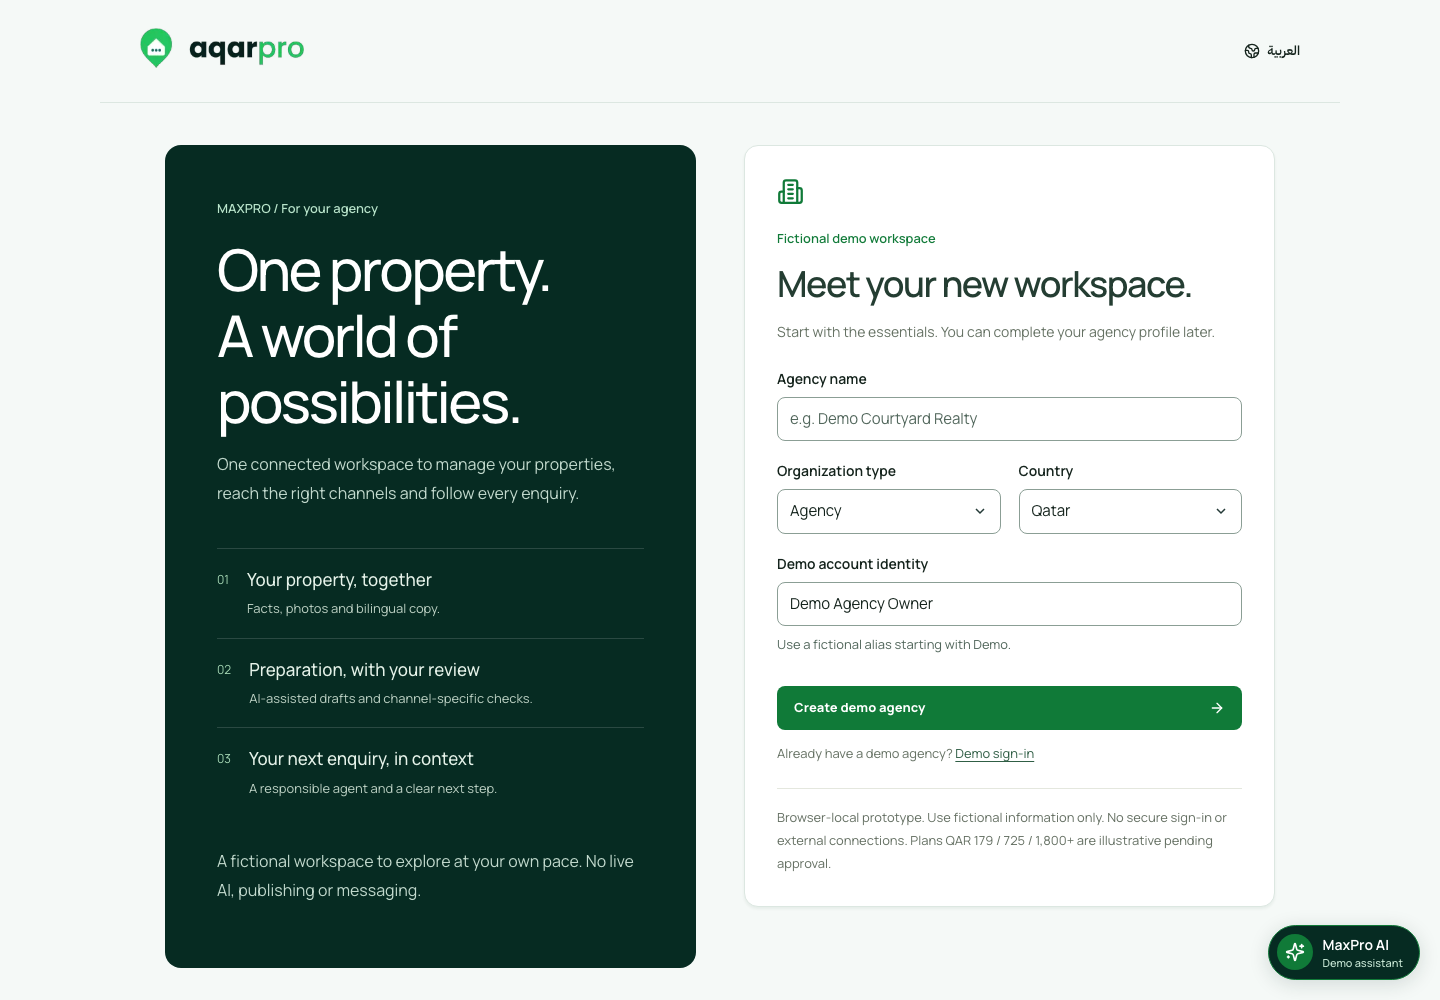 aqarpro
العربية
MAXPRO / For your agency
One property.
A world of
possibilities.
One connected workspace to manage your properties,
reach the right channels and follow every enquiry.
01 Your property, together
Facts, photos and bilingual copy.
02 Preparation, with your review
AI-assisted drafts and channel-specific checks.
03 Your next enquiry, in context
A responsible agent and a clear next step.
A fictional workspace to explore at your own pace. No live
AI, publishing or messaging.
Fictional demo workspace
Meet your new workspace.
Start with the essentials. You can complete your agency profile later.
Agency name
e.g. Demo Courtyard Realty
Organization type Country
Agency Qatar
Demo account identity
Demo Agency Owner
Use a fictional alias starting with Demo.
Create demo agency
Already have a demo agency? Demo sign-in
Browser-local prototype. Use fictional information only. No secure sign-in or
external connections. Plans QAR 179 / 725 / 1,800+ are illustrative pending
approval.
MaxPro AI
Demo assistant